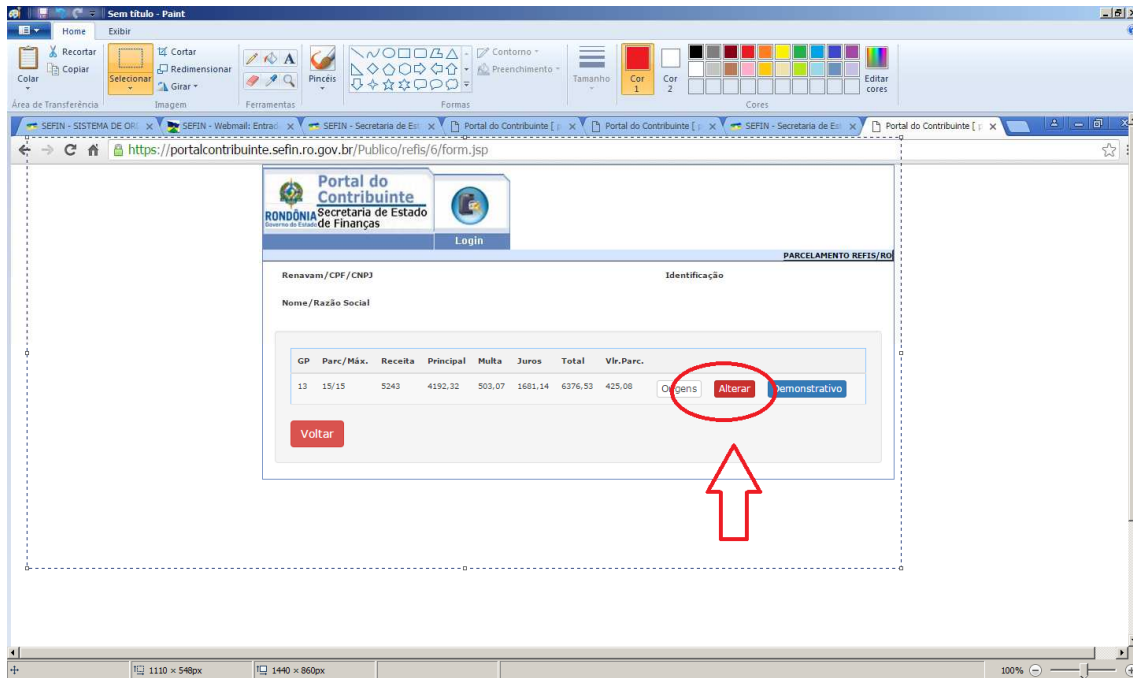 Sem título - Paint
Home Exibir
Colar
Recortar
Copiar
Área de Transferência
Selecionar
Cortar
Redimensionar
Girar
Imagem
A
Ferramentas
Pincéis
Contorno
Preenchimento
Formas
Tamanho
Cor 1
Cor 2
Editar cores
Cores
SEFIN - SISTEMA DE OR
SEFIN - Webmail: Entrad
SEFIN - Secretaria de Es
Portal do Contribuinte [
Portal do Contribuinte [
SEFIN - Secretaria de Es
Portal do Contribuinte [
https://portalcontribuinte.sefin.ro.gov.br/Publico/refis/6/form.jsp
Portal do
Contribuinte
RONDÔNIA Secretaria de Estado
Governo do Estado de Finanças
Login
PARCELAMENTO REFIS/RO
Renavam/CPF/CNPJ Identificação
Nome/Razão Social
GP Parc/Máx. Receita Principal Multa Juros Total Vlr.Parc.
13 15/15 5243 4192,32 503,07 1681,14 6376,53 425,08 Origens Alterar Demonstrativo
Voltar
1110 × 548px 1440 × 860px 100%